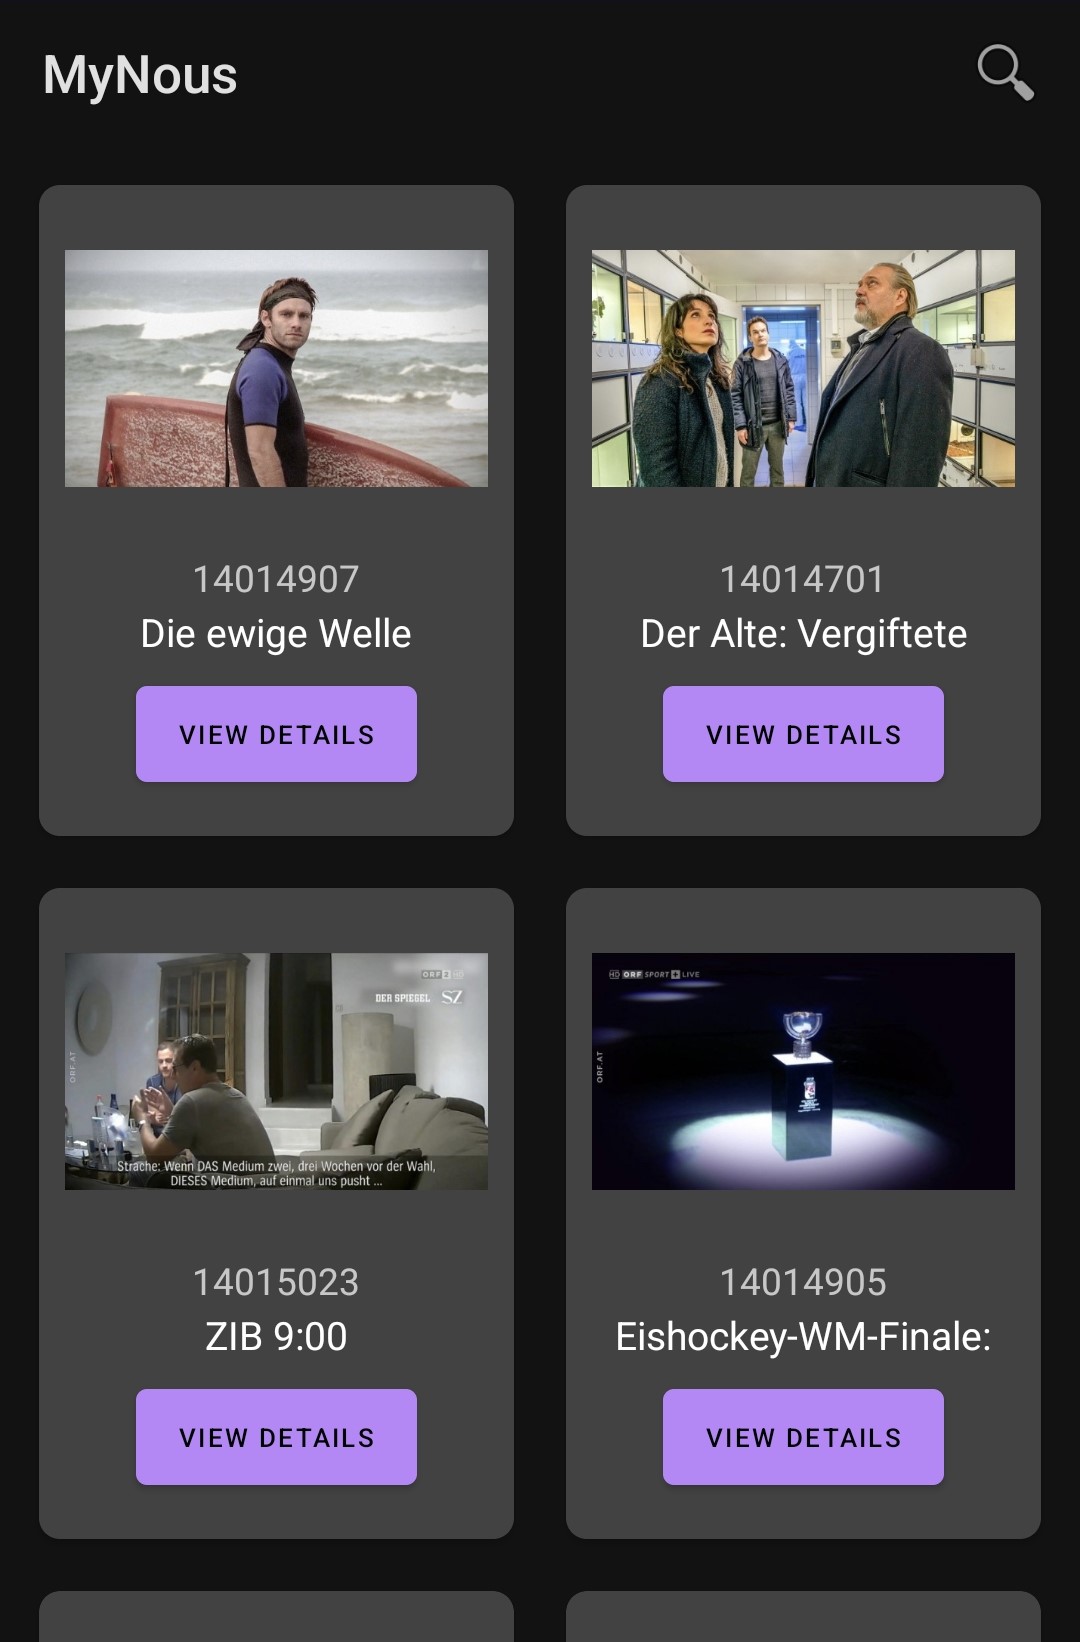 MyNous
14014907
Die ewige Welle
VIEW DETAILS
14014701
Der Alte: Vergiftete
VIEW DETAILS
ORF 2 HD
DER SPIEGEL SZ
ORF.AT
Strache: Wenn DAS Medium zwei, drei Wochen vor der Wahl,
DIESES Medium, auf einmal uns pusht ...
14015023
ZIB 9:00
VIEW DETAILS
HD ORF SPORT + LIVE
ORF.AT
14014905
Eishockey-WM-Finale:
VIEW DETAILS